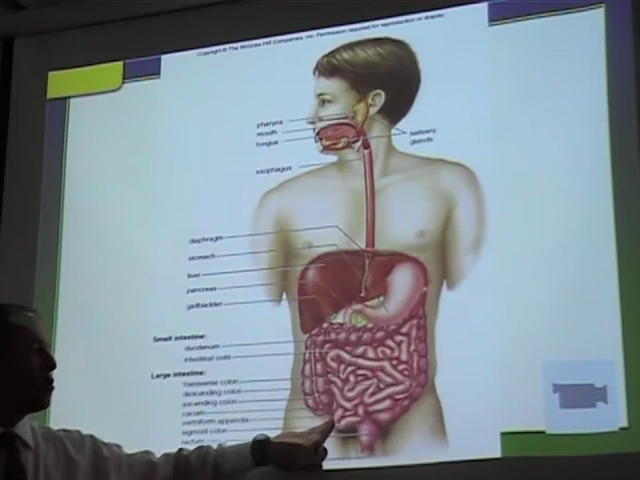 Copyright © The McGraw-Hill Companies, Inc. Permission required for reproduction or display.
pharynx
mouth
tongue
salivary
glands
esophagus
diaphragm
stomach
liver
pancreas
gallbladder
Small intestine:
duodenum
intestinal coils
Large intestine:
transverse colon
descending colon
ascending colon
cecum
vermiform appendix
sigmoid colon
rectum